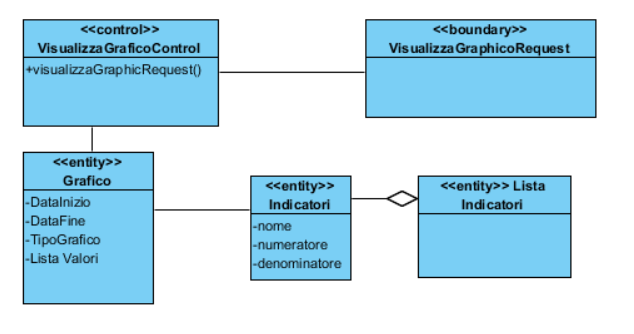 <<control>>
VisualizzaGraficoControl
+visualizzaGraphicRequest()
<<boundary>>
VisualizzaGraphicoRequest
<<entity>>
Grafico
-DataInizio
-DataFine
-TipoGrafico
-Lista Valori
<<entity>>
Indicatori
-nome
-numeratore
-denominatore
<<entity>> Lista
Indicatori